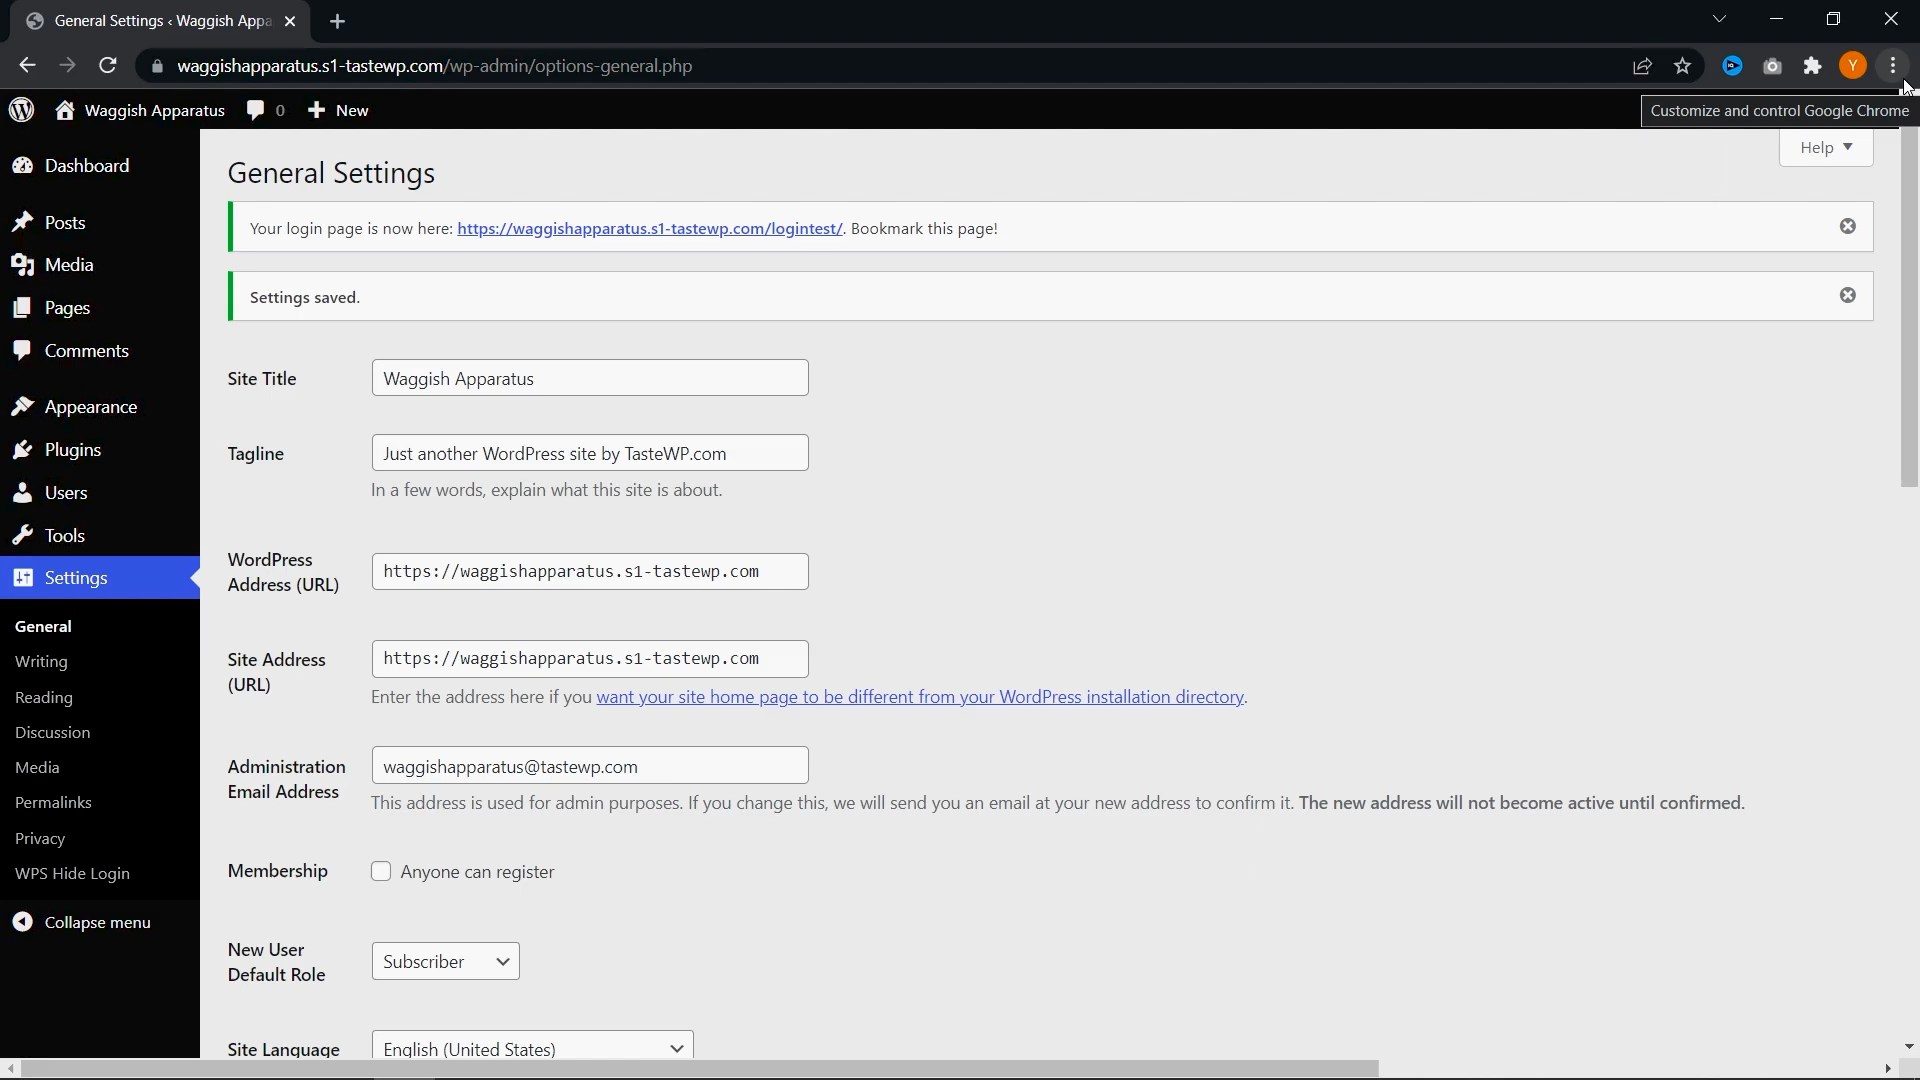 General Settings ‹ Waggish Appa
waggishapparatus.s1-tastewp.com/wp-admin/options-general.php
Y
Waggish Apparatus 0 New
Customize and control Google Chrome
Help
Dashboard
Posts
Media
Pages
Comments
Appearance
Plugins
Users
Tools
Settings
General
Writing
Reading
Discussion
Media
Permalinks
Privacy
WPS Hide Login
Collapse menu
General Settings
Your login page is now here: https://waggishapparatus.s1-tastewp.com/logintest/. Bookmark this page!
Settings saved.
Site Title
Waggish Apparatus
Tagline
Just another WordPress site by TasteWP.com
In a few words, explain what this site is about.
WordPress
Address (URL)
https://waggishapparatus.s1-tastewp.com
Site Address
(URL)
https://waggishapparatus.s1-tastewp.com
Enter the address here if you want your site home page to be different from your WordPress installation directory.
Administration
Email Address
waggishapparatus@tastewp.com
This address is used for admin purposes. If you change this, we will send you an email at your new address to confirm it. The new address will not become active until confirmed.
Membership
Anyone can register
New User
Default Role
Subscriber
Site Language
English (United States)